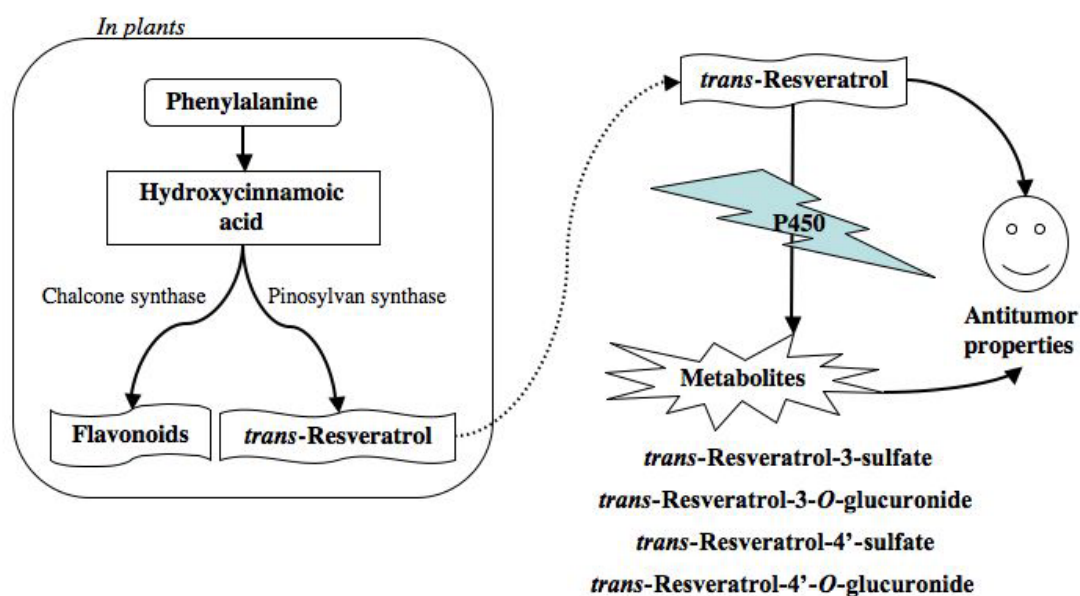 In plants
Phenylalanine
Hydroxycinnamoic
acid
Chalcone synthase
Pinosylvan synthase
Flavonoids
trans-Resveratrol
trans-Resveratrol
P450
Metabolites
Antitumor
properties
trans-Resveratrol-3-sulfate
trans-Resveratrol-3-O-glucuronide
trans-Resveratrol-4’-sulfate
trans-Resveratrol-4’-O-glucuronide